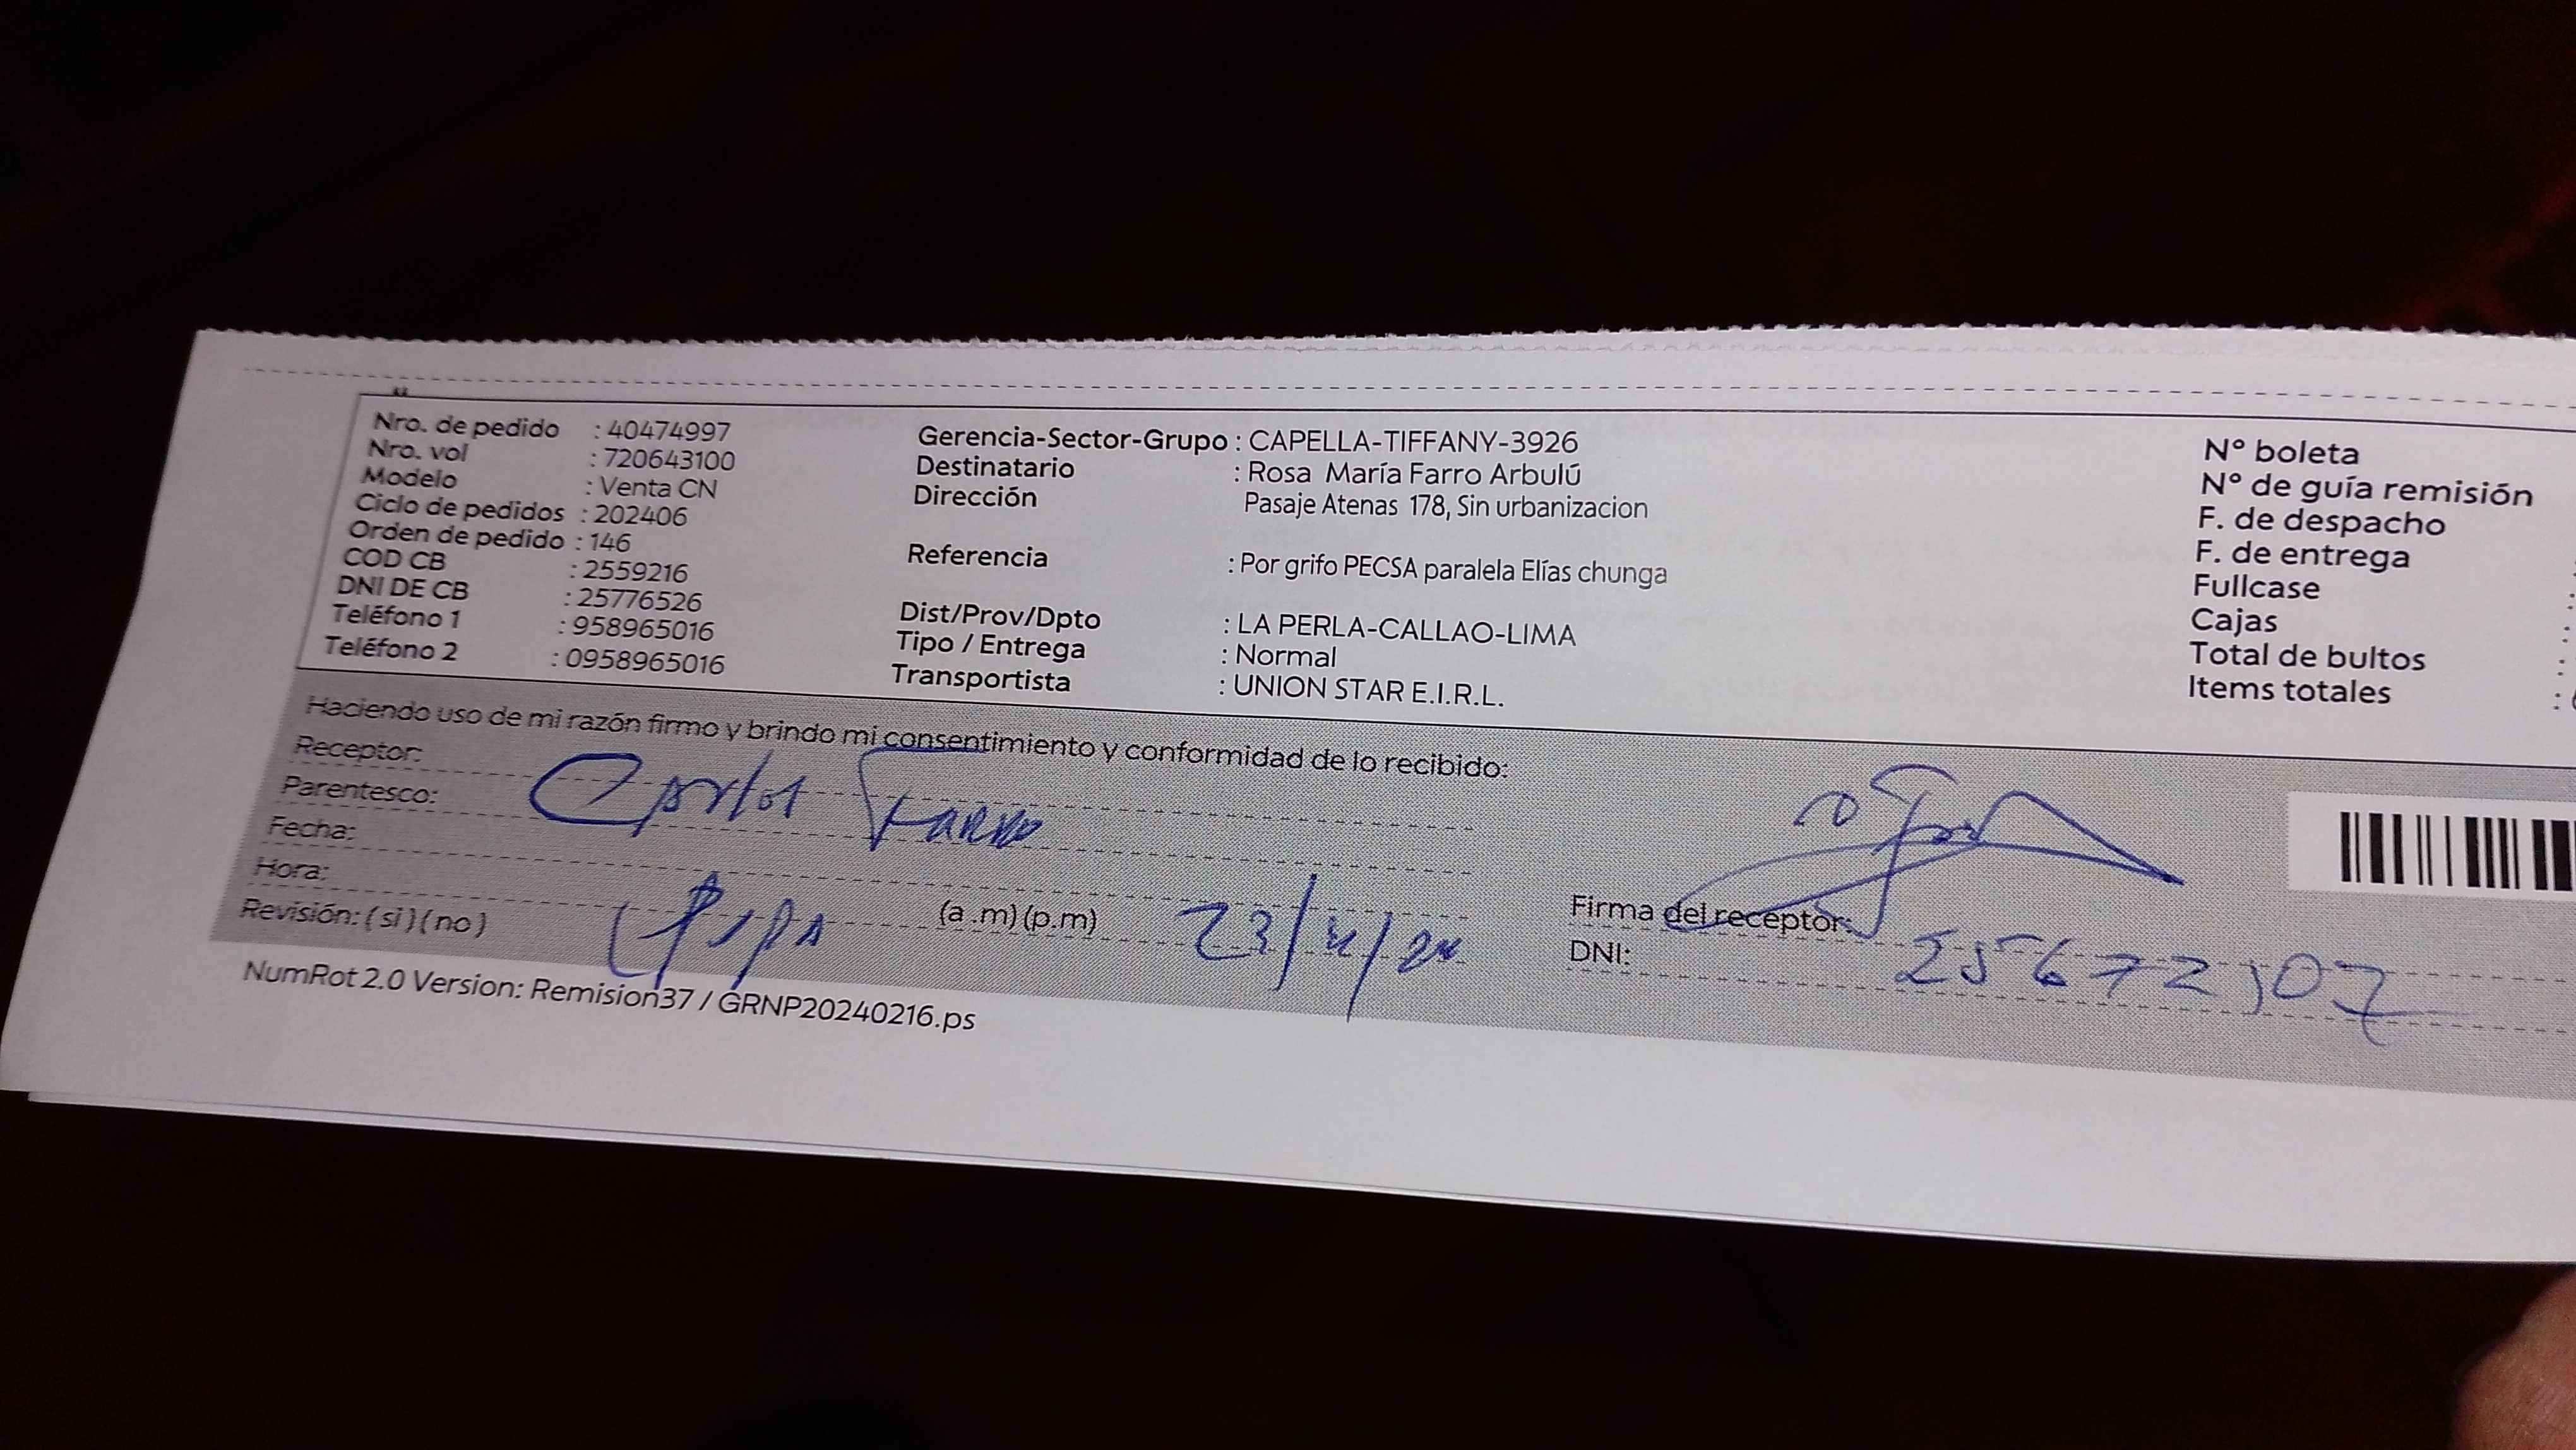 Nro. de pedido : 40474997
Nro. vol : 720643100
Modelo : Venta CN
Ciclo de pedidos : 202406
Orden de pedido : 146
COD CB : 2559216
DNI DE CB : 25776526
Teléfono 1 : 958965016
Teléfono 2 : 0958965016
Gerencia-Sector-Grupo : CAPELLA-TIFFANY-3926
Destinatario : Rosa María Farro Arbulú
Dirección Pasaje Atenas 178, Sin urbanizacion
Referencia : Por grifo PECSA paralela Elías chunga
Dist/Prov/Dpto : LA PERLA-CALLAO-LIMA
Tipo / Entrega : Normal
Transportista : UNION STAR E.I.R.L.
N° boleta
N° de guía remisión
F. de despacho
F. de entrega :
Fullcase :
Cajas :
Total de bultos :
Items totales :
Haciendo uso de mi razón firmo y brindo mi consentimiento y conformidad de lo recibido:
Receptor:
Parentesco: Carlos Farro
Fecha:
Hora:
Revisión: ( si ) ( no ) (a .m) (p.m) 23/4/24
Firma del receptor:
DNI: 25672507
NumRot 2.0 Version: Remision37 / GRNP20240216.ps